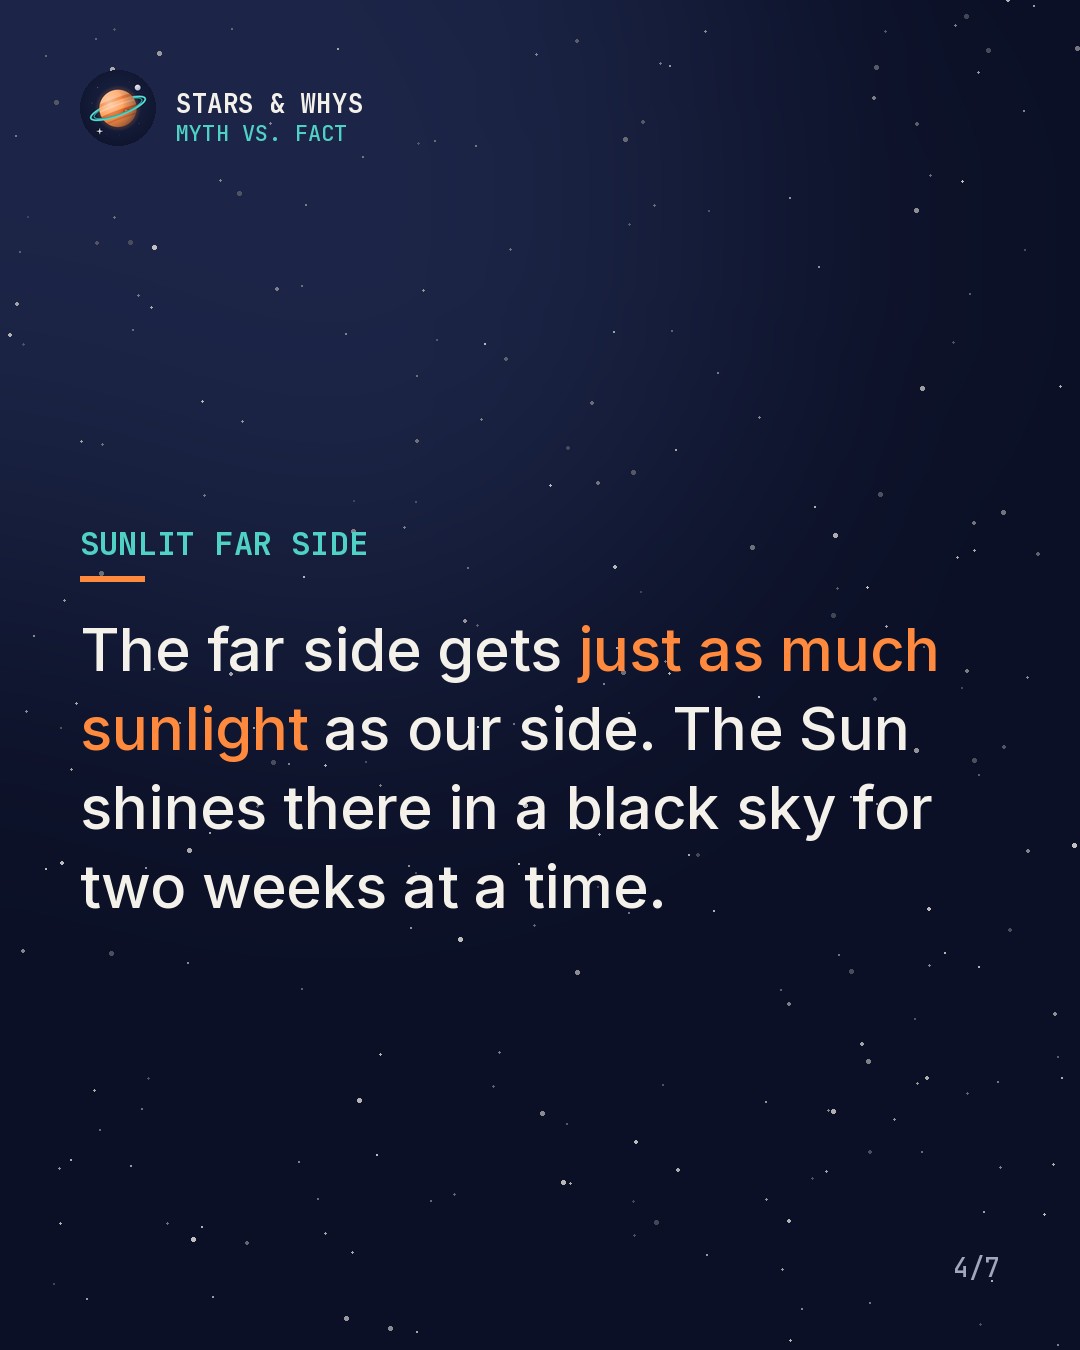 STARS & WHYS
MYTH VS. FACT
SUNLIT FAR SIDE
The far side gets just as much
sunlight as our side. The Sun
shines there in a black sky for
two weeks at a time.
4/7